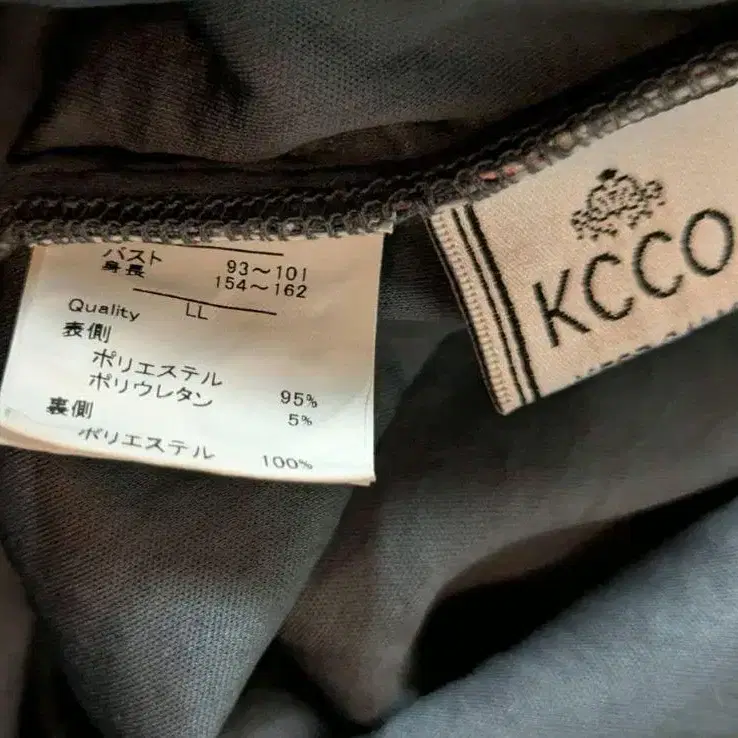 バスト 93～101
身長 154～162
LL
Quality
表側
ポリエステル 95%
ポリウレタン 5%
裏側
ポリエステル 100%
KCCO